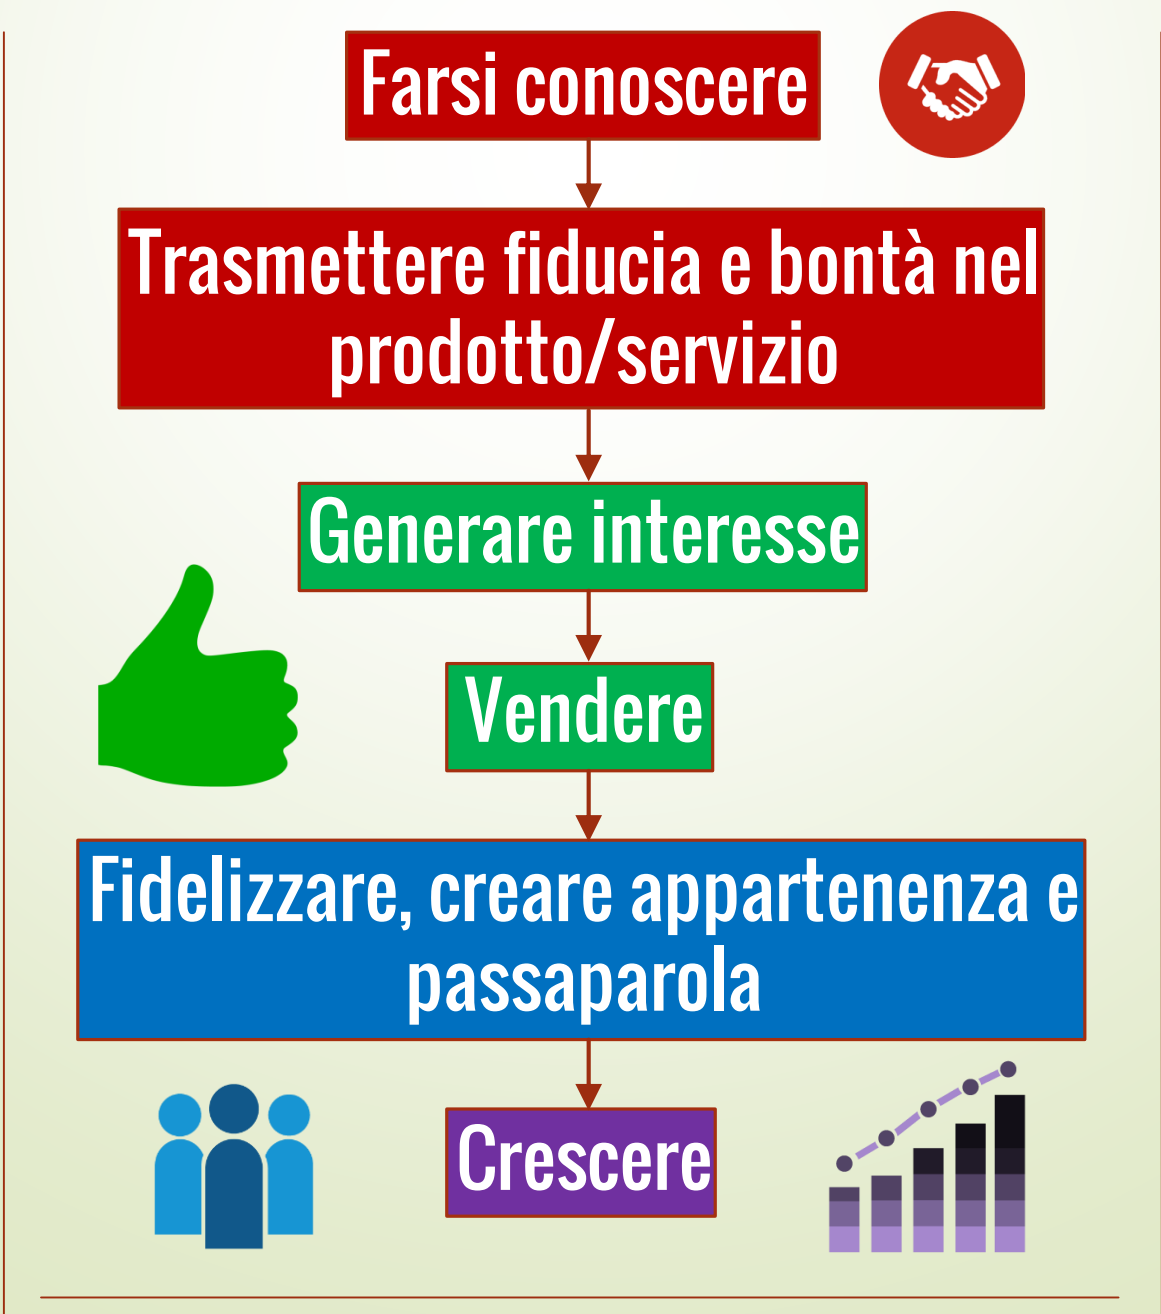 Farsi conoscere
Trasmettere fiducia e bontà nel
prodotto/servizio
Generare interesse
Vendere
Fidelizzare, creare appartenenza e
passaparola
Crescere